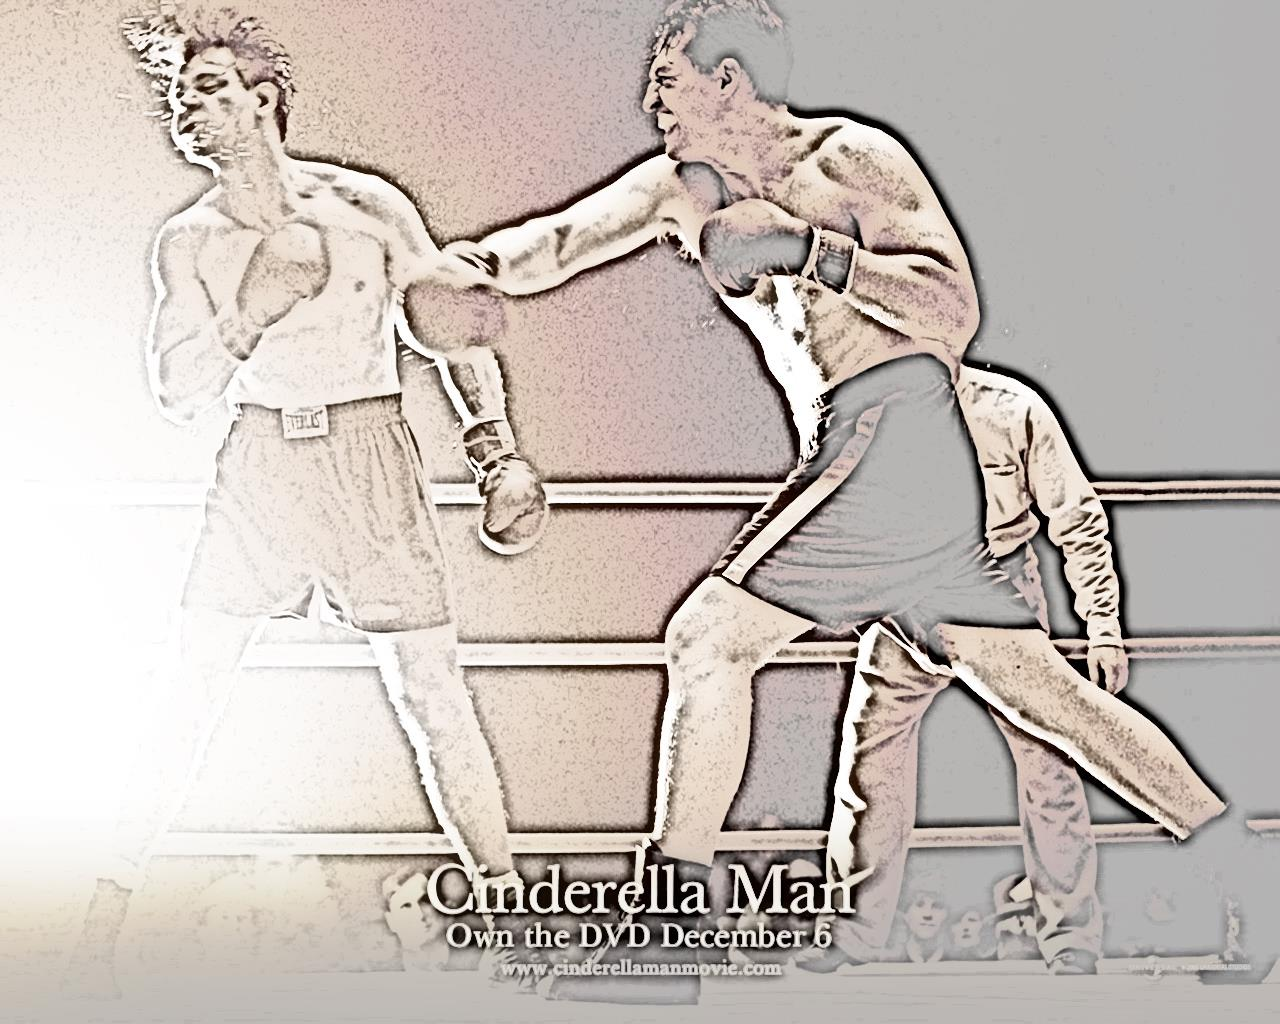 EVERLAST
Cinderella Man
Own the DVD December 6
www.cinderellamanmovie.com